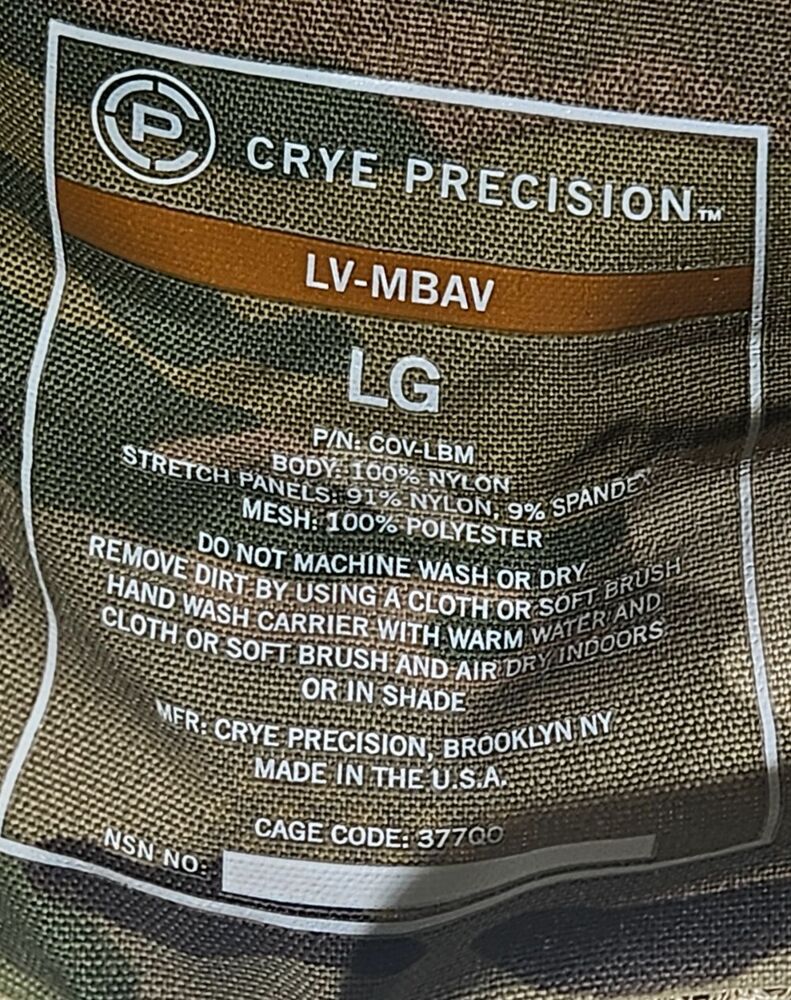 P
CRYE PRECISION™
LV-MBAV
LG
P/N: COV-LBM
BODY: 100% NYLON
STRETCH PANELS: 91% NYLON, 9% SPANDEX
MESH: 100% POLYESTER
DO NOT MACHINE WASH OR DRY
REMOVE DIRT BY USING A CLOTH OR SOFT BRUSH
HAND WASH CARRIER WITH WARM WATER AND
CLOTH OR SOFT BRUSH AND AIR DRY INDOORS
OR IN SHADE
MFR: CRYE PRECISION, BROOKLYN NY
MADE IN THE U.S.A.
CAGE CODE: 377Q0
NSN NO: